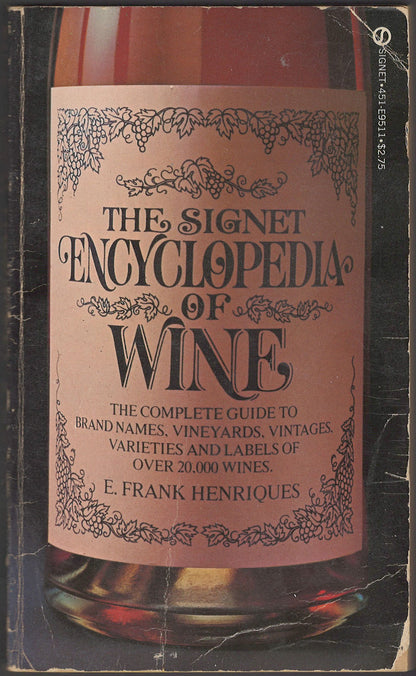 SIGNET • 451-E9511 • $2.75
THE SIGNET
ENCYCLOPEDIA
OF
WINE
THE COMPLETE GUIDE TO
BRAND NAMES, VINEYARDS, VINTAGES,
VARIETIES AND LABELS OF
OVER 20,000 WINES.
E. FRANK HENRIQUES